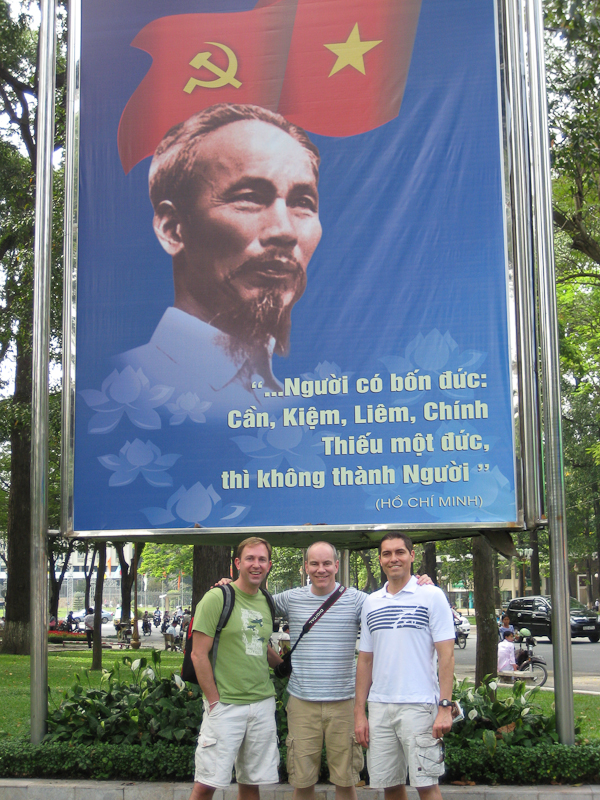 “...Người có bốn đức:
Cần, Kiệm, Liêm, Chính
Thiếu một đức,
thì không thành Người ”
(HỒ CHÍ MINH)